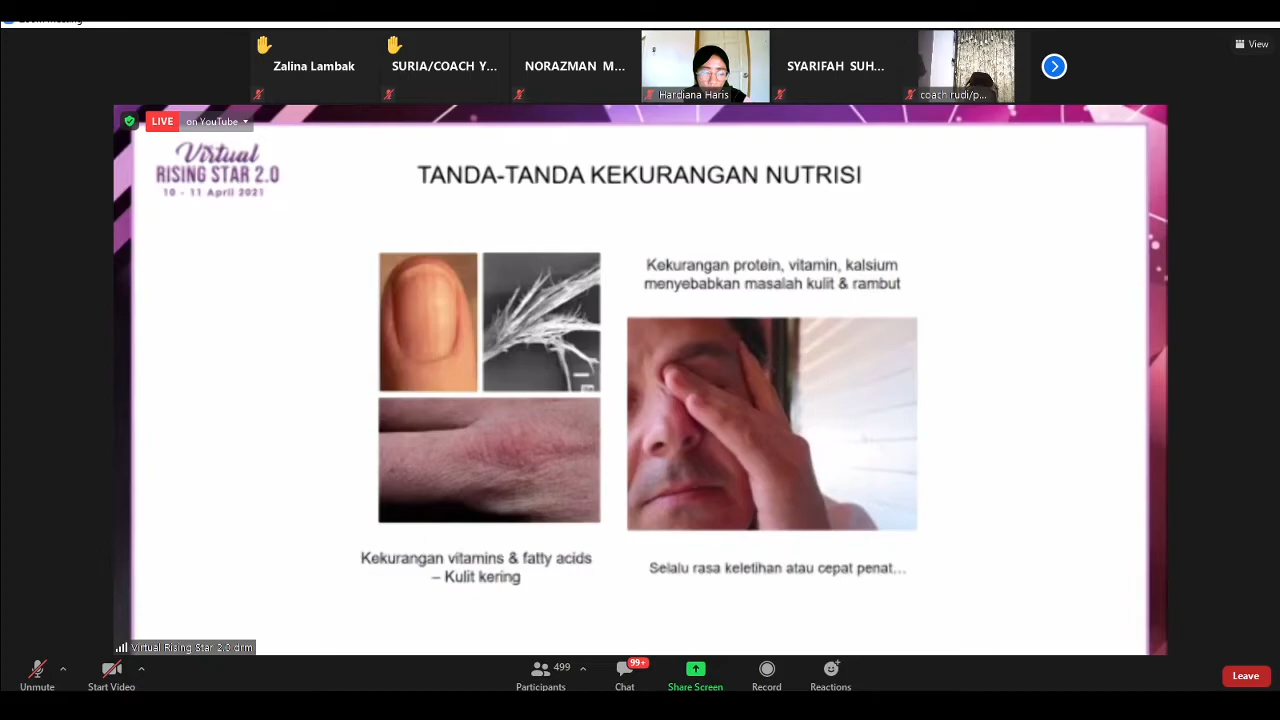 Zoom Meeting
View
Zalina Lambak
SURIA/COACH Y...
NORAZMAN M...
Hardiana Haris
SYARIFAH SUH...
coach rudi/p...
LIVE on YouTube
Virtual
RISING STAR 2.0
10 - 11 April 2021
TANDA-TANDA KEKURANGAN NUTRISI
Kekurangan protein, vitamin, kalsium
menyebabkan masalah kulit & rambut
Kekurangan vitamins & fatty acids
– Kulit kering
Selalu rasa keletihan atau cepat penat...
Virtual Rising Star 2.0 drm
Unmute
Start Video
Participants
499
Chat
99+
Share Screen
Record
Reactions
Leave